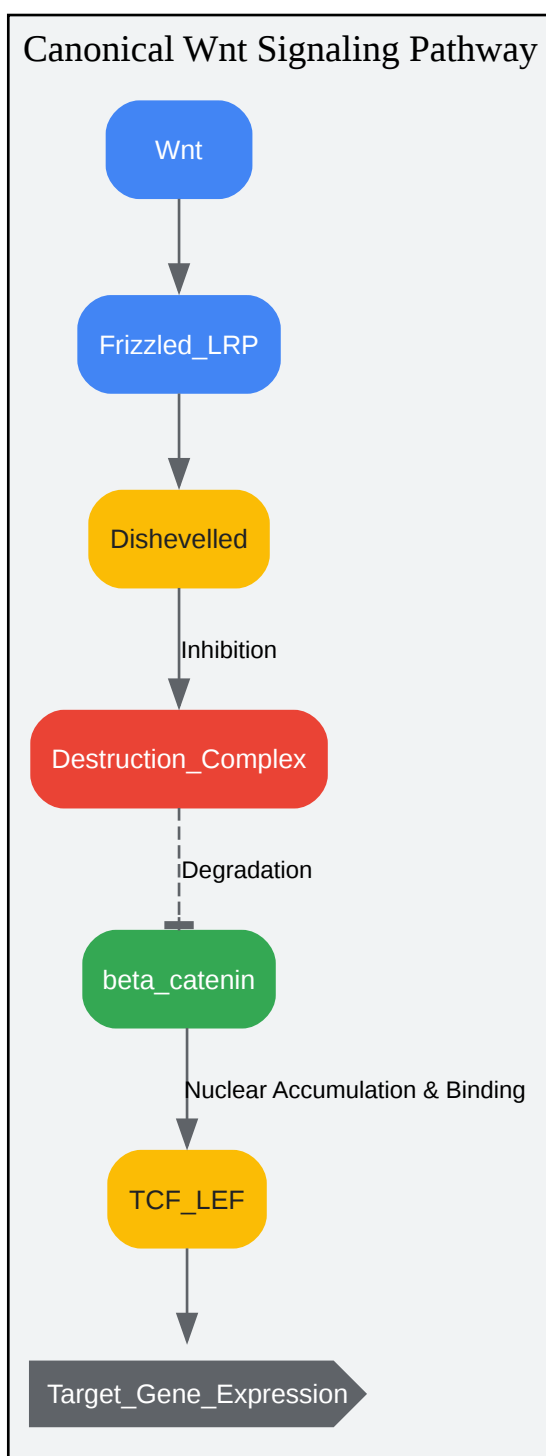 Canonical Wnt Signaling Pathway
Wnt
Frizzled_LRP
Dishevelled
Inhibition
Destruction_Complex
Degradation
beta_catenin
Nuclear Accumulation & Binding
TCF_LEF
Target_Gene_Expression